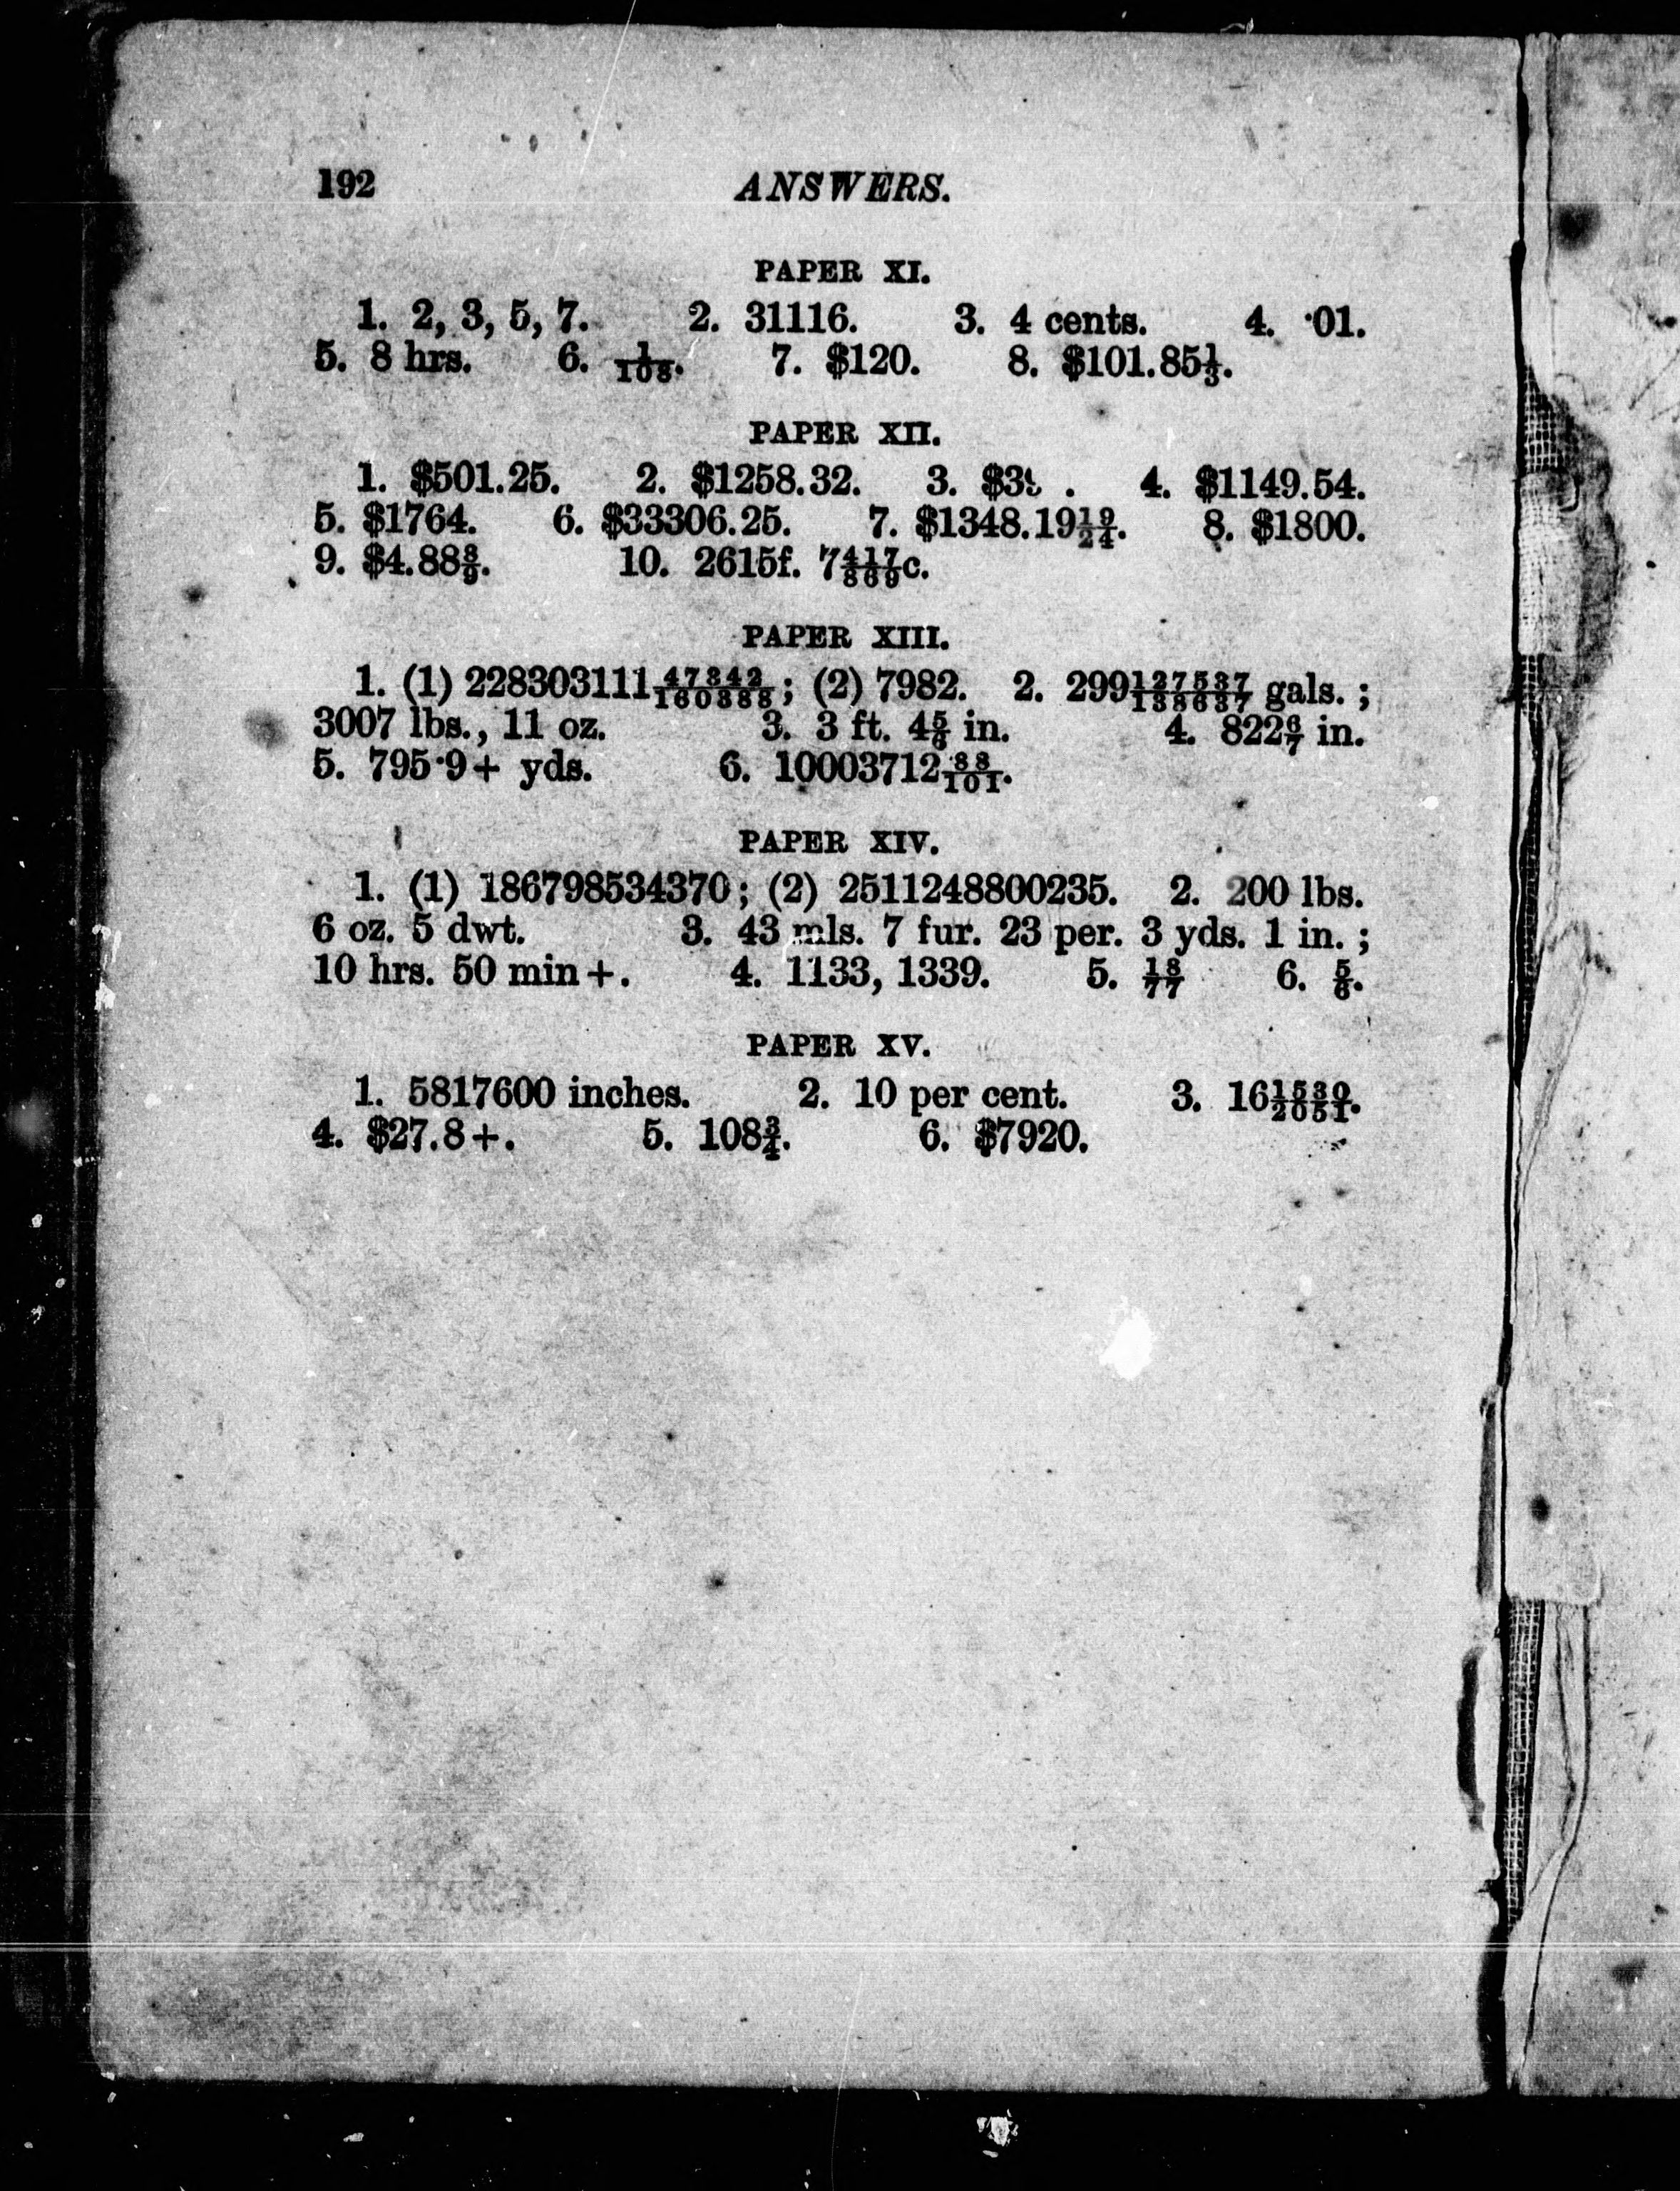 192 ANSWERS.
PAPER XI.
1. 2, 3, 5, 7. 2. 31116. 3. 4 cents. 4. ·01.
5. 8 hrs. 6. 1/108. 7. $120. 8. $101.85⅓.
PAPER XII.
1. $501.25. 2. $1258.32. 3. 4. $1149.54.
5. $1764. 6. $33306.25. 7. $1348.19 19/24. 8. $1800.
9. $4.88 8/9. 10. 2615f. 7 417/869c.
PAPER XIII.
1. (1) 228303111 47342/160388; (2) 7982. 2. 299 127537/138637 gals. ;
3007 lbs., 11 oz. 3. 3 ft. 4⅚ in. 4. 822 6/7 in.
5. 795·9+ yds. 6. 10003712 88/101.
PAPER XIV.
1. (1) 186798534370; (2) 2511248800235. 2. 200 lbs.
6 oz. 5 dwt. 3. 43 mls. 7 fur. 23 per. 3 yds. 1 in. ;
10 hrs. 50 min+. 4. 1133, 1339. 5. 18/77 6. ⅚.
PAPER XV.
1. 5817600 inches. 2. 10 per cent. 3. 16 1530/2051.
4. $27.8+. 5. 108¾. 6. $7920.